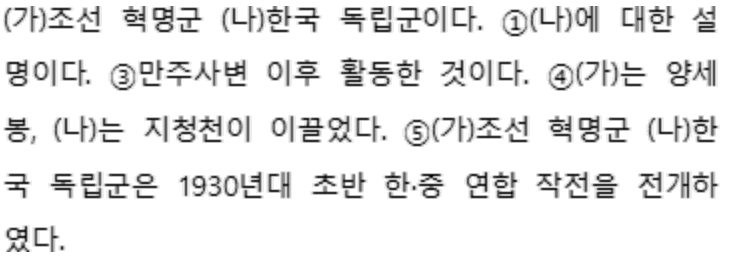 (가)조선 혁명군 (나)한국 독립군이다. ①(나)에 대한 설
명이다. ③만주사변 이후 활동한 것이다. ④(가)는 양세
봉, (나)는 지청천이 이끌었다. ⑤(가)조선 혁명군 (나)한
국 독립군은 1930년대 초반 한·중 연합 작전을 전개하
였다.